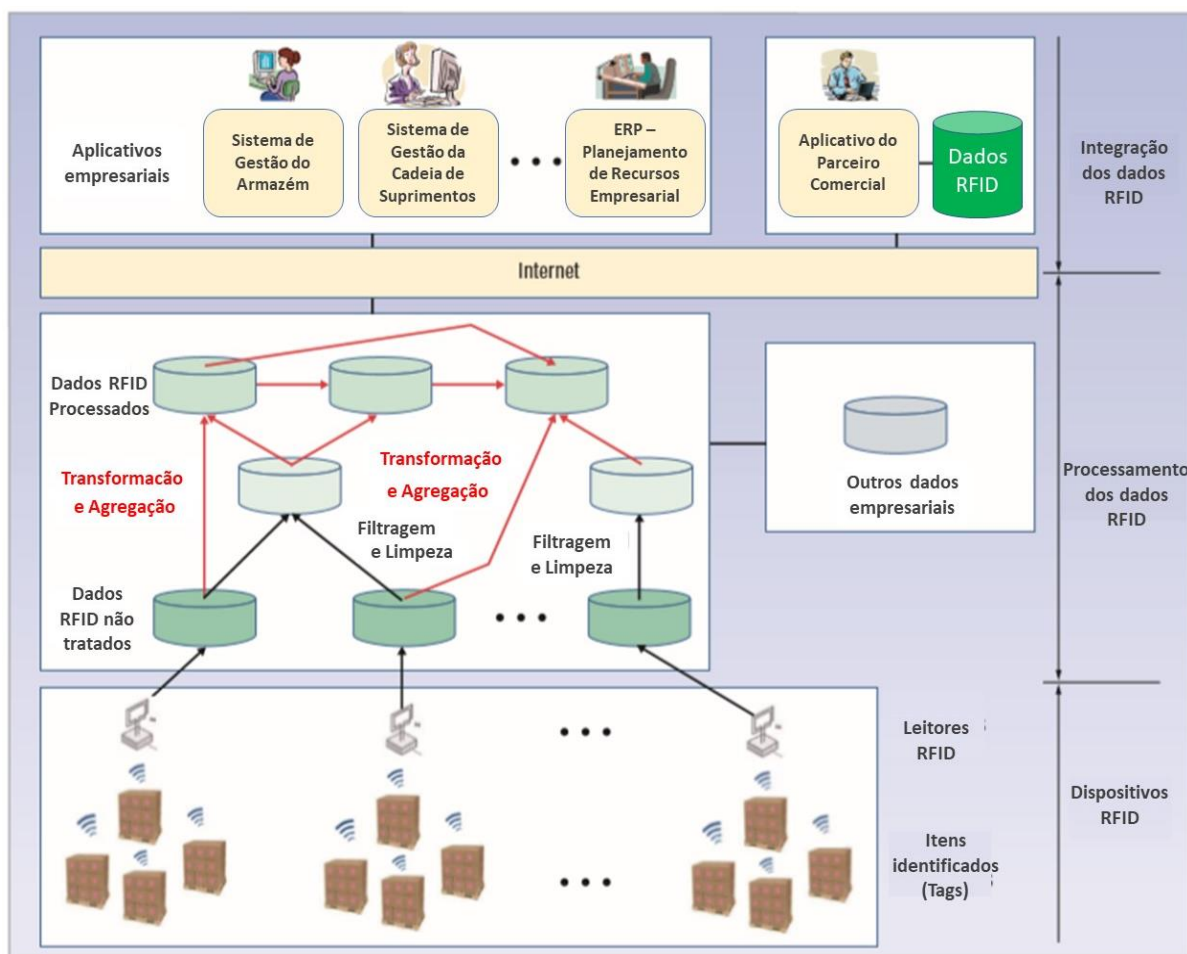 Aplicativos
empresariais
Sistema de
Gestão do
Armazém
Sistema de
Gestão da
Cadeia de
Suprimentos
ERP –
Planejamento
de Recursos
Empresarial
Aplicativo do
Parceiro
Comercial
Dados
RFID
Integração
dos dados
RFID
Internet
Dados RFID
Processados
Transformacão
e Agregação
Transformacão
e Agregação
Filtragem
e Limpeza
Filtragem
e Limpeza
Dados
RFID não
tratados
Outros dados
empresariais
Processamento
dos dados
RFID
Leitores
RFID
Itens
identificados
(Tags)
Dispositivos
RFID